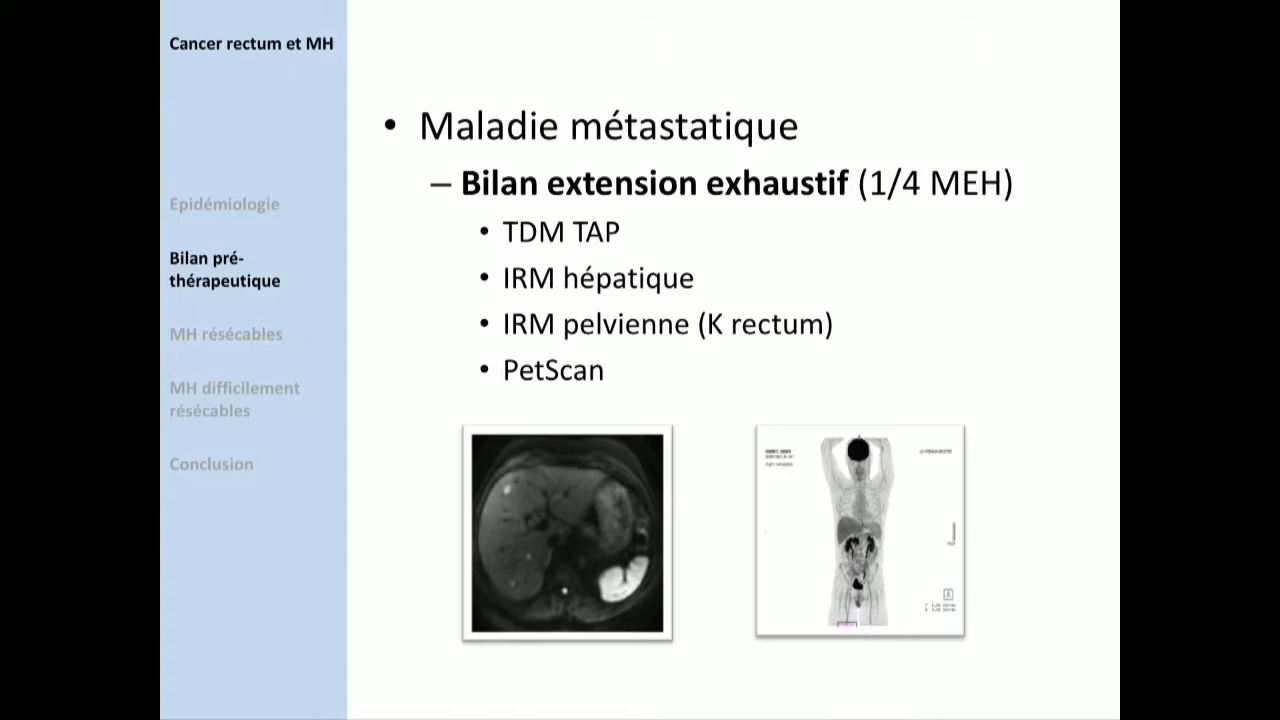 Cancer rectum et MH
Epidémiologie
Bilan pré-
thérapeutique
MH résécables
MH difficilement
résécables
Conclusion
• Maladie métastatique
– Bilan extension exhaustif (1/4 MEH)
• TDM TAP
• IRM hépatique
• IRM pelvienne (K rectum)
• PetScan
A